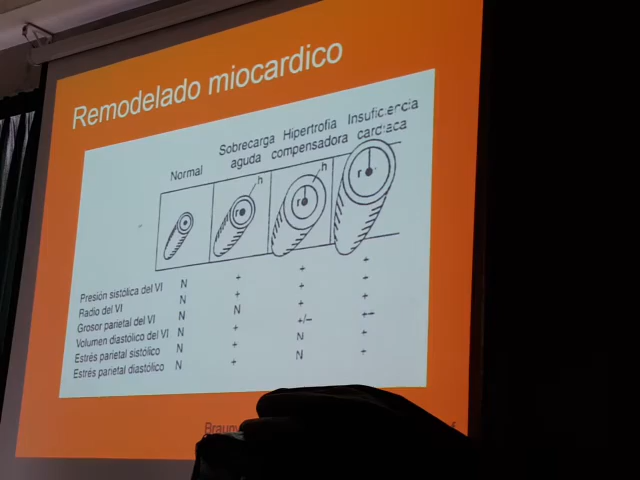 Remodelado miocardico
Normal
Sobrecarga aguda
Hipertrofia compensadora
Insuficiencia cardiaca
h
h
r
r
r
Presión sistólica del VI N + + +
Radio del VI N + + +
Grosor parietal del VI N N + +
Volumen diastólico del VI N + +/–
Estrés parietal sistólico N + N +
Estrés parietal diastólico N + N +